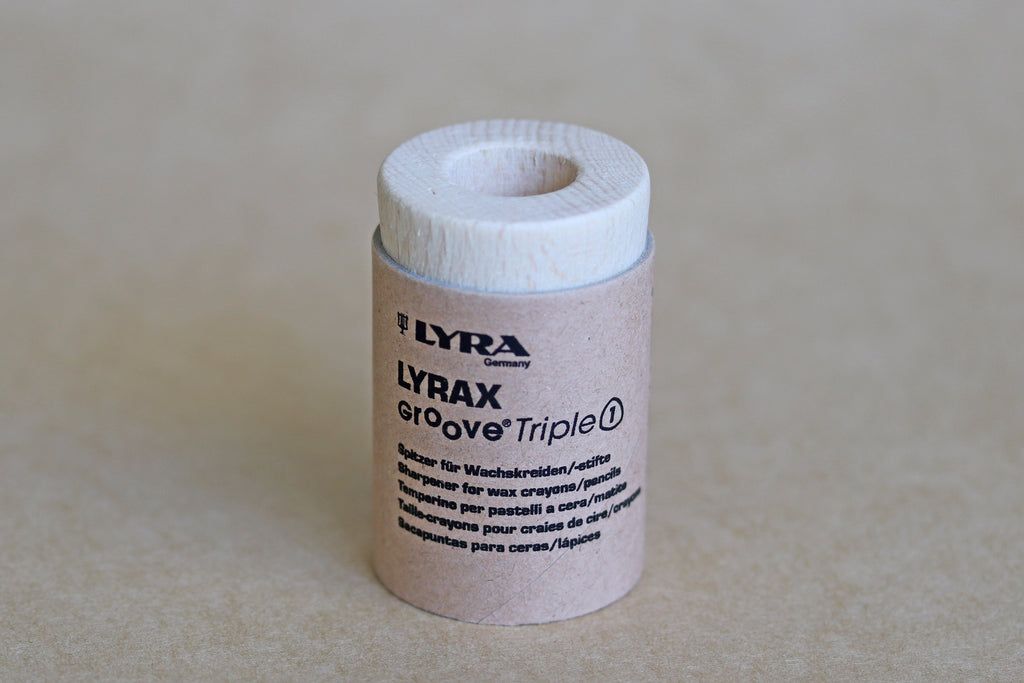 LYRA
Germany
LYRAX
Groove® Triple 1
Spitzer für Wachskreiden/-stifte
Sharpener for wax crayons/pencils
Temperino per pastelli a cera/matite
Taille-crayons pour craies de cire/crayons
Sacapuntas para ceras/lápices